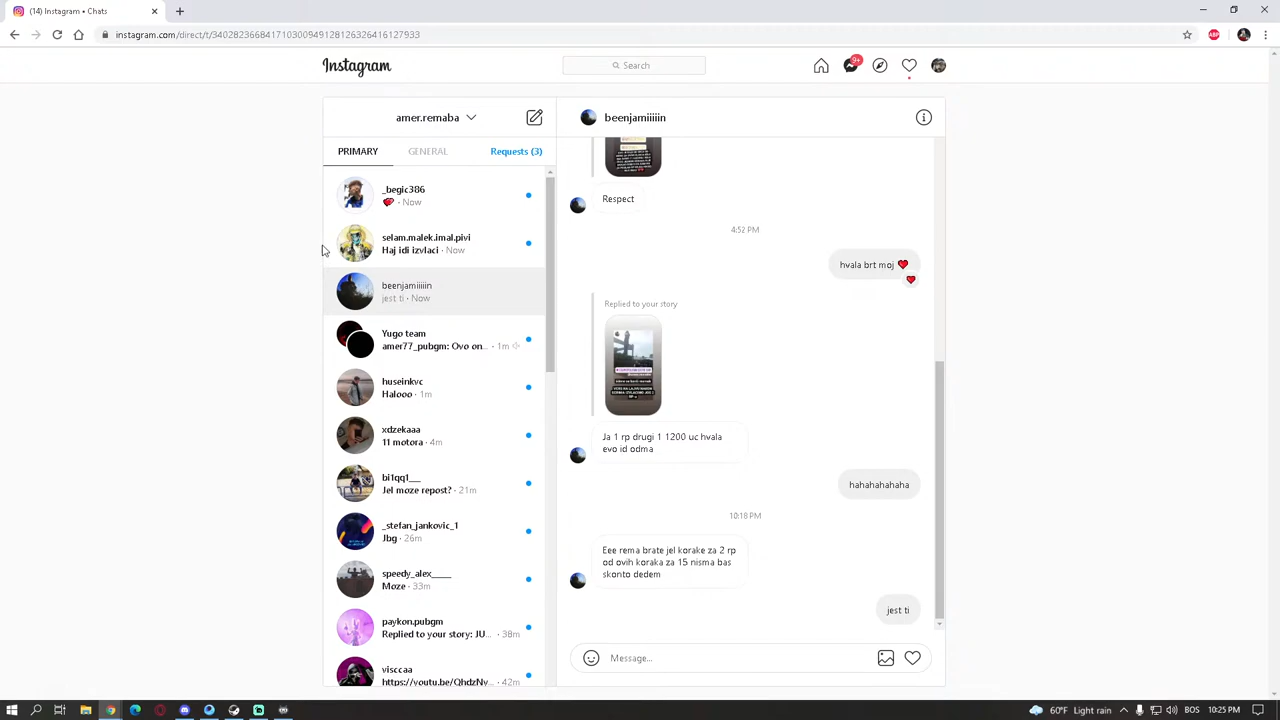 (14) Instagram • Chats
instagram.com/direct/t/340282366841710300949128126326416127933
Instagram
Search
9+
amer.remaba
beenjamiiiiin
PRIMARY
GENERAL
Requests (3)
_begic386
· Now
selam.malek.imal.pivi
Haj idi izvlaci · Now
beenjamiiiiin
jest ti · Now
Yugo team
amer77_pubgm: Ovo on... · 1m
huseinkvc
Halooo · 1m
xdzekaaa
11 motora · 4m
bi1qq1___
Jel moze repost? · 21m
_stefan_jankovic_1
Jbg · 26m
speedy_alex____
Moze · 33m
paykon.pubgm
Replied to your story: JU... · 38m
visccaa
https://youtu.be/QhdzNy... · 42m
Respect
4:52 PM
hvala brt moj ❤
Replied to your story
Ja 1 rp drugi 1 1200 uc hvala
evo id odma
hahahahahaha
10:18 PM
Eee rema brate jel korake za 2 rp
od ovih koraka za 15 nisma bas
skonto dedem
jest ti
Message...
60°F Light rain
BOS
10:25 PM